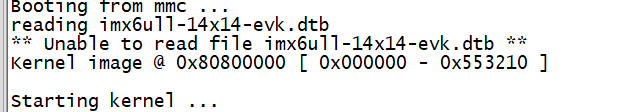 Booting from mmc ...
reading imx6ull-14x14-evk.dtb
** Unable to read file imx6ull-14x14-evk.dtb **
Kernel image @ 0x80800000 [ 0x000000 - 0x553210 ]
Starting kernel ...